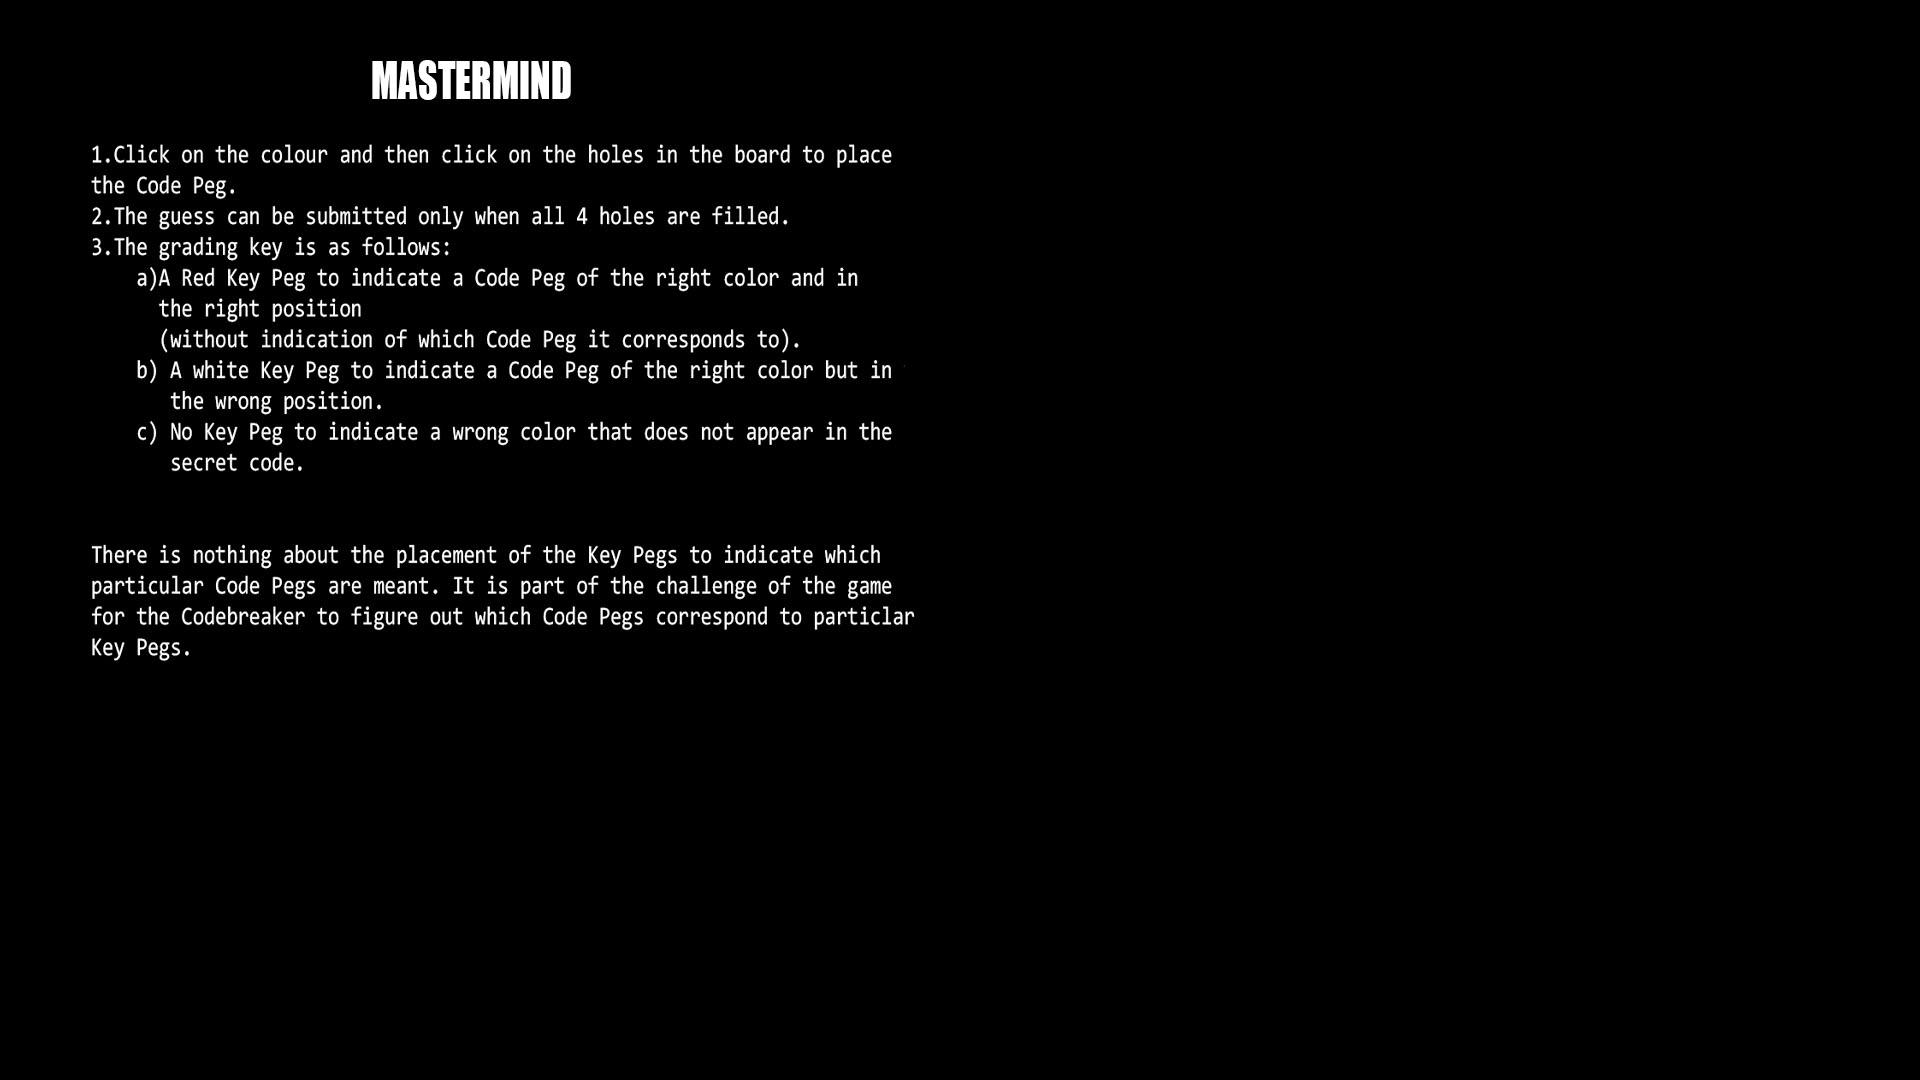 MASTERMIND
1.Click on the colour and then click on the holes in the board to place
the Code Peg.
2.The guess can be submitted only when all 4 holes are filled.
3.The grading key is as follows:
a)A Red Key Peg to indicate a Code Peg of the right color and in
the right position
(without indication of which Code Peg it corresponds to).
b) A white Key Peg to indicate a Code Peg of the right color but in
the wrong position.
c) No Key Peg to indicate a wrong color that does not appear in the
secret code.
There is nothing about the placement of the Key Pegs to indicate which
particular Code Pegs are meant. It is part of the challenge of the game
for the Codebreaker to figure out which Code Pegs correspond to particlar
Key Pegs.